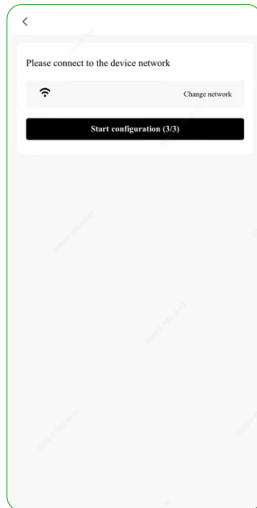 Please connect to the device network
Change network
Start configuration (3/3)